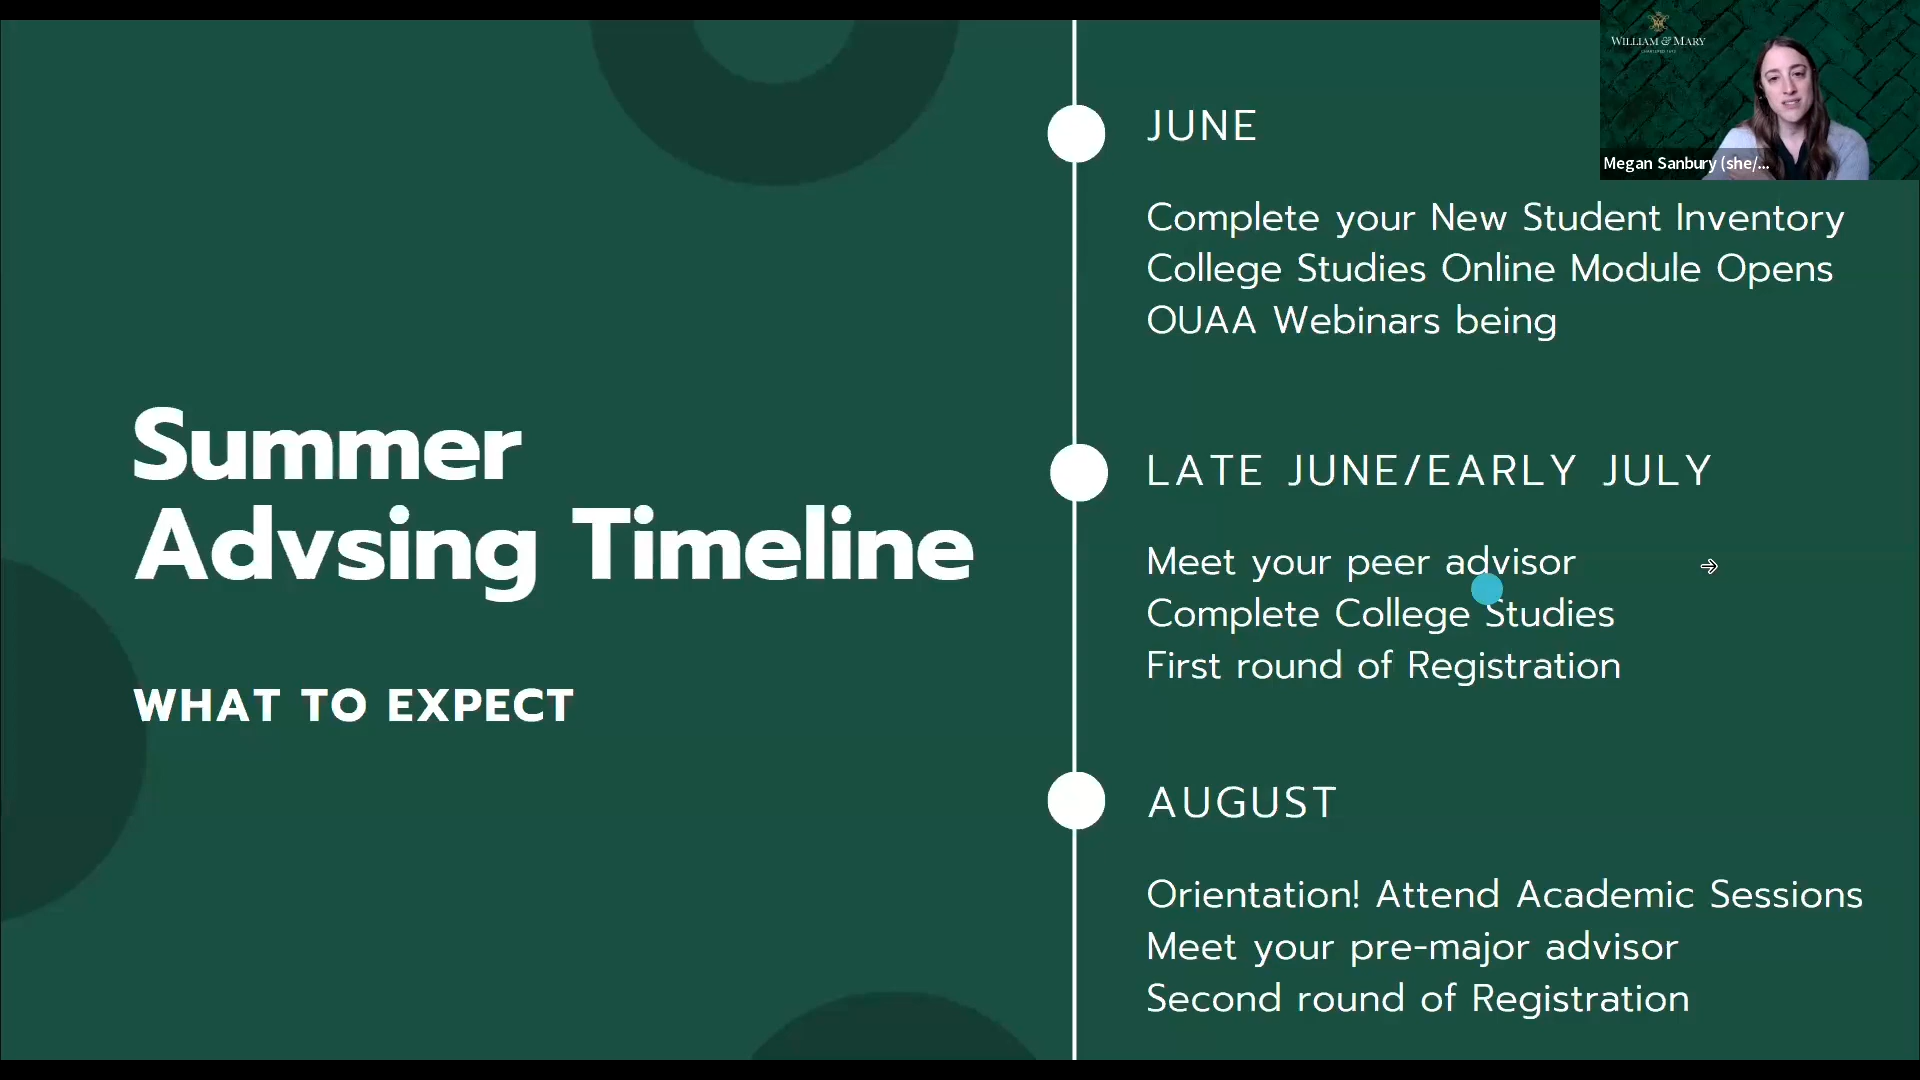 Summer
Advsing Timeline
WHAT TO EXPECT
JUNE
Complete your New Student Inventory
College Studies Online Module Opens
OUAA Webinars being
LATE JUNE/EARLY JULY
Meet your peer advisor
Complete College Studies
First round of Registration
AUGUST
Orientation! Attend Academic Sessions
Meet your pre-major advisor
Second round of Registration
WILLIAM & MARY
Megan Sanbury (she/...